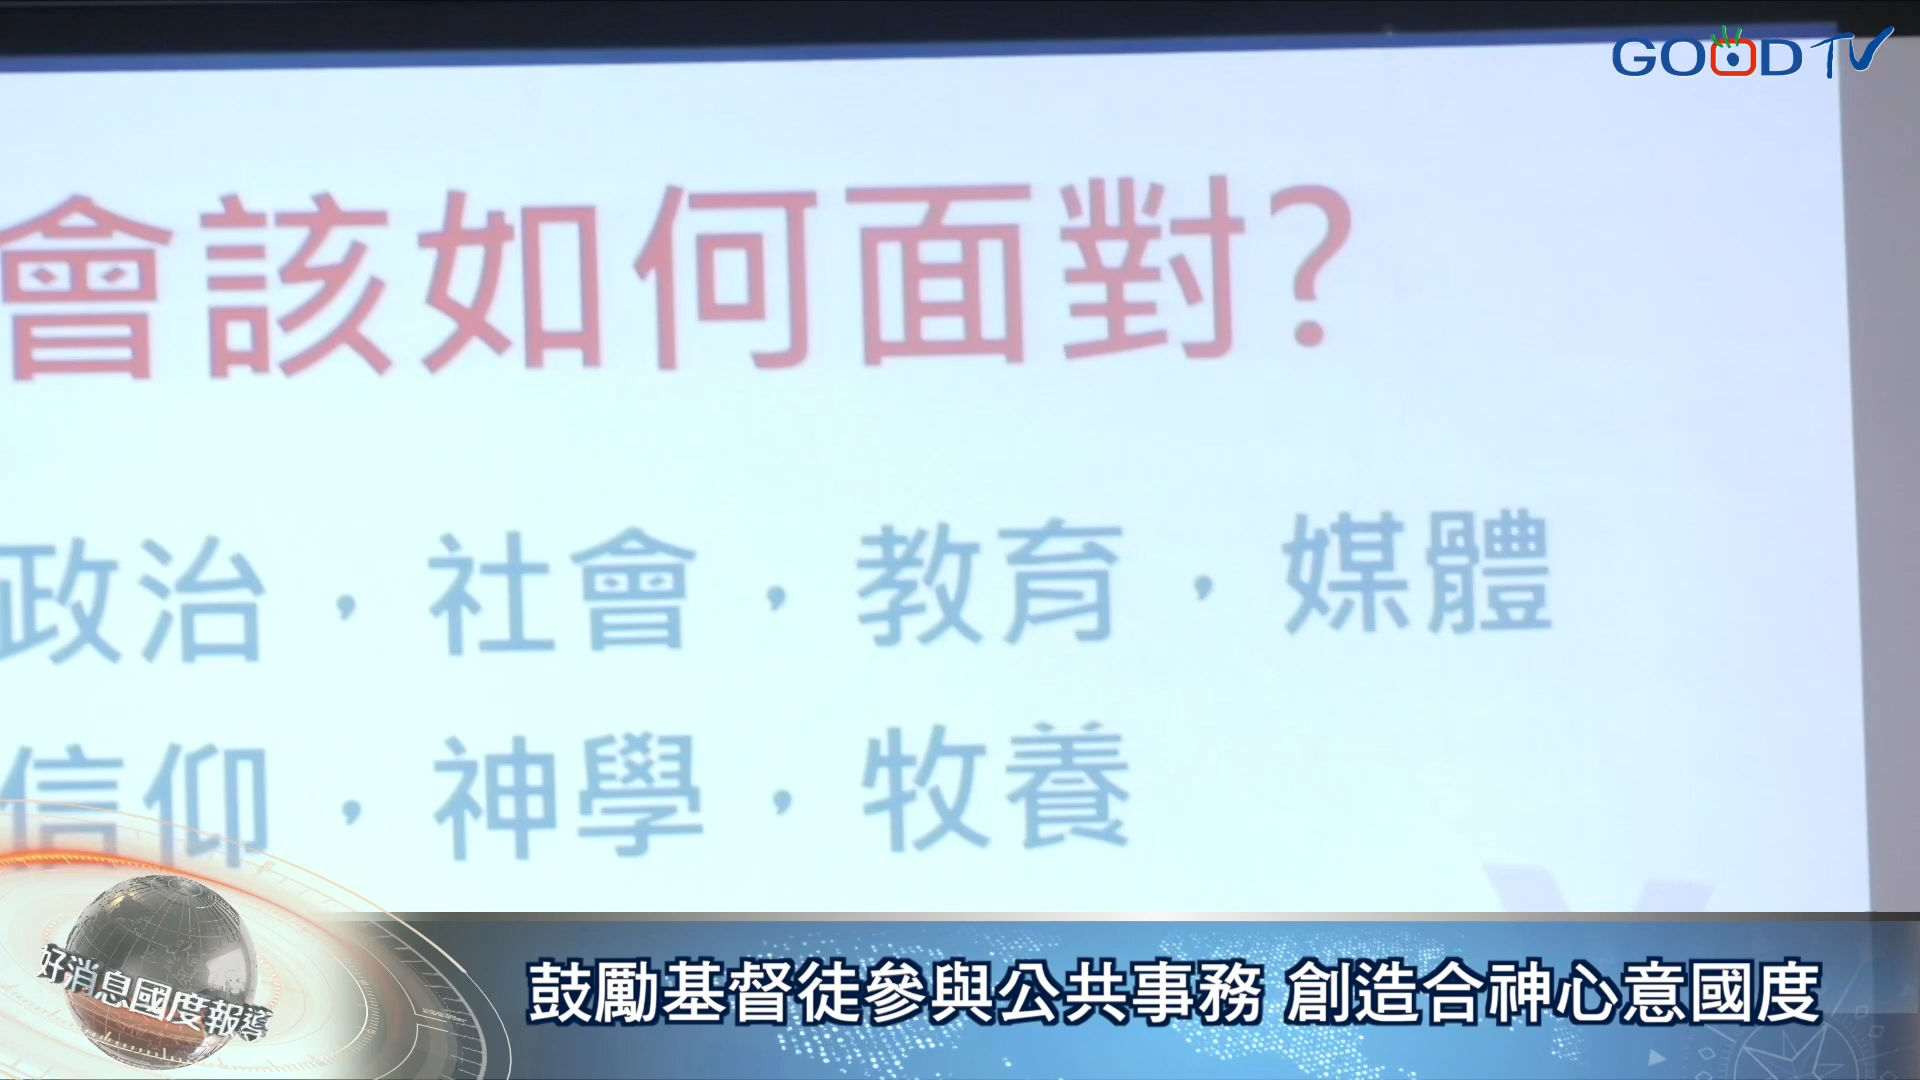 GOOD TV
會該如何面對?
政治，社會，教育，媒體
信仰，神學，牧養
好消息國度報導
鼓勵基督徒參與公共事務 創造合神心意國度